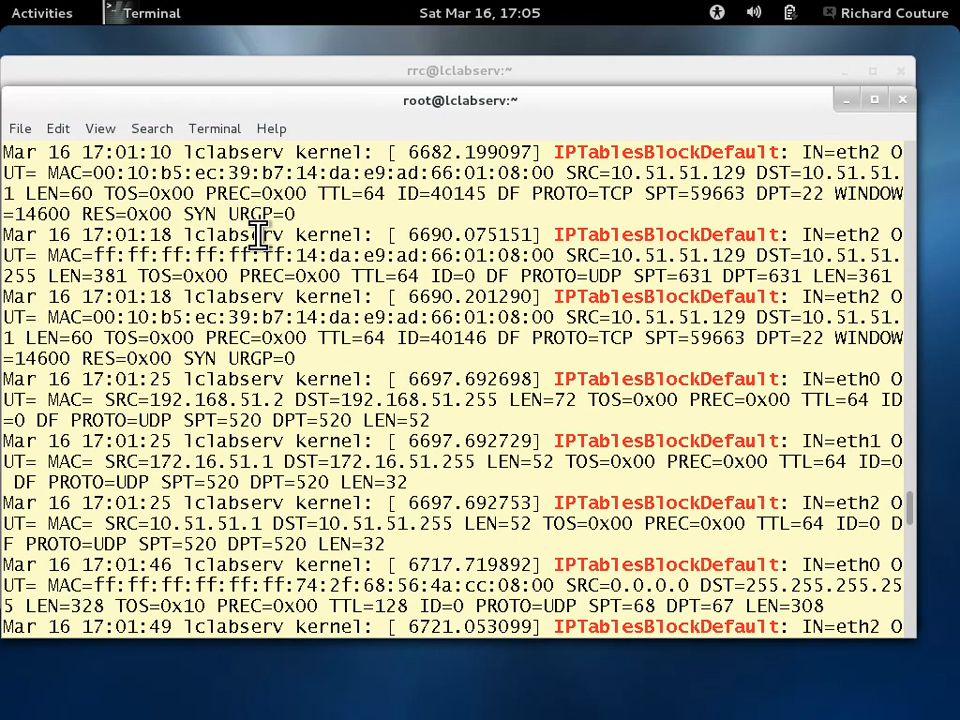 Activities Terminal Sat Mar 16, 17:05 Richard Couture
rrc@lclabserv:~
root@lclabserv:~
File Edit View Search Terminal Help
Mar 16 17:01:10 lclabserv kernel: [ 6682.199097] IPTablesBlockDefault: IN=eth2 O
UT= MAC=00:10:b5:ec:39:b7:14:da:e9:ad:66:01:08:00 SRC=10.51.51.129 DST=10.51.51.
1 LEN=60 TOS=0x00 PREC=0x00 TTL=64 ID=40145 DF PROTO=TCP SPT=59663 DPT=22 WINDOW
=14600 RES=0x00 SYN URGP=0
Mar 16 17:01:18 lclabserv kernel: [ 6690.075151] IPTablesBlockDefault: IN=eth2 O
UT= MAC=ff:ff:ff:ff:ff:ff:14:da:e9:ad:66:01:08:00 SRC=10.51.51.129 DST=10.51.51.
255 LEN=381 TOS=0x00 PREC=0x00 TTL=64 ID=0 DF PROTO=UDP SPT=631 DPT=631 LEN=361
Mar 16 17:01:18 lclabserv kernel: [ 6690.201290] IPTablesBlockDefault: IN=eth2 O
UT= MAC=00:10:b5:ec:39:b7:14:da:e9:ad:66:01:08:00 SRC=10.51.51.129 DST=10.51.51.
1 LEN=60 TOS=0x00 PREC=0x00 TTL=64 ID=40146 DF PROTO=TCP SPT=59663 DPT=22 WINDOW
=14600 RES=0x00 SYN URGP=0
Mar 16 17:01:25 lclabserv kernel: [ 6697.692698] IPTablesBlockDefault: IN=eth0 O
UT= MAC= SRC=192.168.51.2 DST=192.168.51.255 LEN=72 TOS=0x00 PREC=0x00 TTL=64 ID
=0 DF PROTO=UDP SPT=520 DPT=520 LEN=52
Mar 16 17:01:25 lclabserv kernel: [ 6697.692729] IPTablesBlockDefault: IN=eth1 O
UT= MAC= SRC=172.16.51.1 DST=172.16.51.255 LEN=52 TOS=0x00 PREC=0x00 TTL=64 ID=0
DF PROTO=UDP SPT=520 DPT=520 LEN=32
Mar 16 17:01:25 lclabserv kernel: [ 6697.692753] IPTablesBlockDefault: IN=eth2 O
UT= MAC= SRC=10.51.51.1 DST=10.51.51.255 LEN=52 TOS=0x00 PREC=0x00 TTL=64 ID=0 D
F PROTO=UDP SPT=520 DPT=520 LEN=32
Mar 16 17:01:46 lclabserv kernel: [ 6717.719892] IPTablesBlockDefault: IN=eth0 O
UT= MAC=ff:ff:ff:ff:ff:ff:74:2f:68:56:4a:cc:08:00 SRC=0.0.0.0 DST=255.255.255.25
5 LEN=328 TOS=0x10 PREC=0x00 TTL=128 ID=0 PROTO=UDP SPT=68 DPT=67 LEN=308
Mar 16 17:01:49 lclabserv kernel: [ 6721.053099] IPTablesBlockDefault: IN=eth2 O